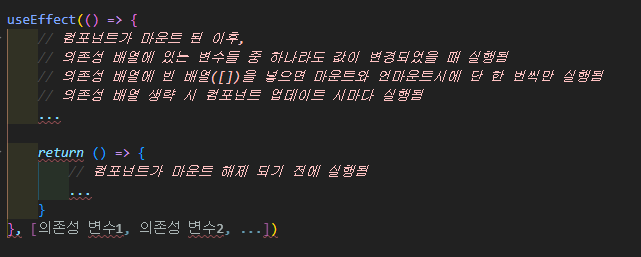 useEffect(() => {
// 컴포넌트가 마운트 된 이후,
// 의존성 배열에 있는 변수들 중 하나라도 값이 변경되었을 때 실행됨
// 의존성 배열에 빈 배열([])을 넣으면 마운트와 언마운트시에 단 한 번씩만 실행됨
// 의존성 배열 생략 시 컴포넌트 업데이트 시마다 실행됨
...
return () => {
// 컴포넌트가 마운트 해제 되기 전에 실행됨
...
}
}, [의존성 변수1, 의존성 변수2, ...])